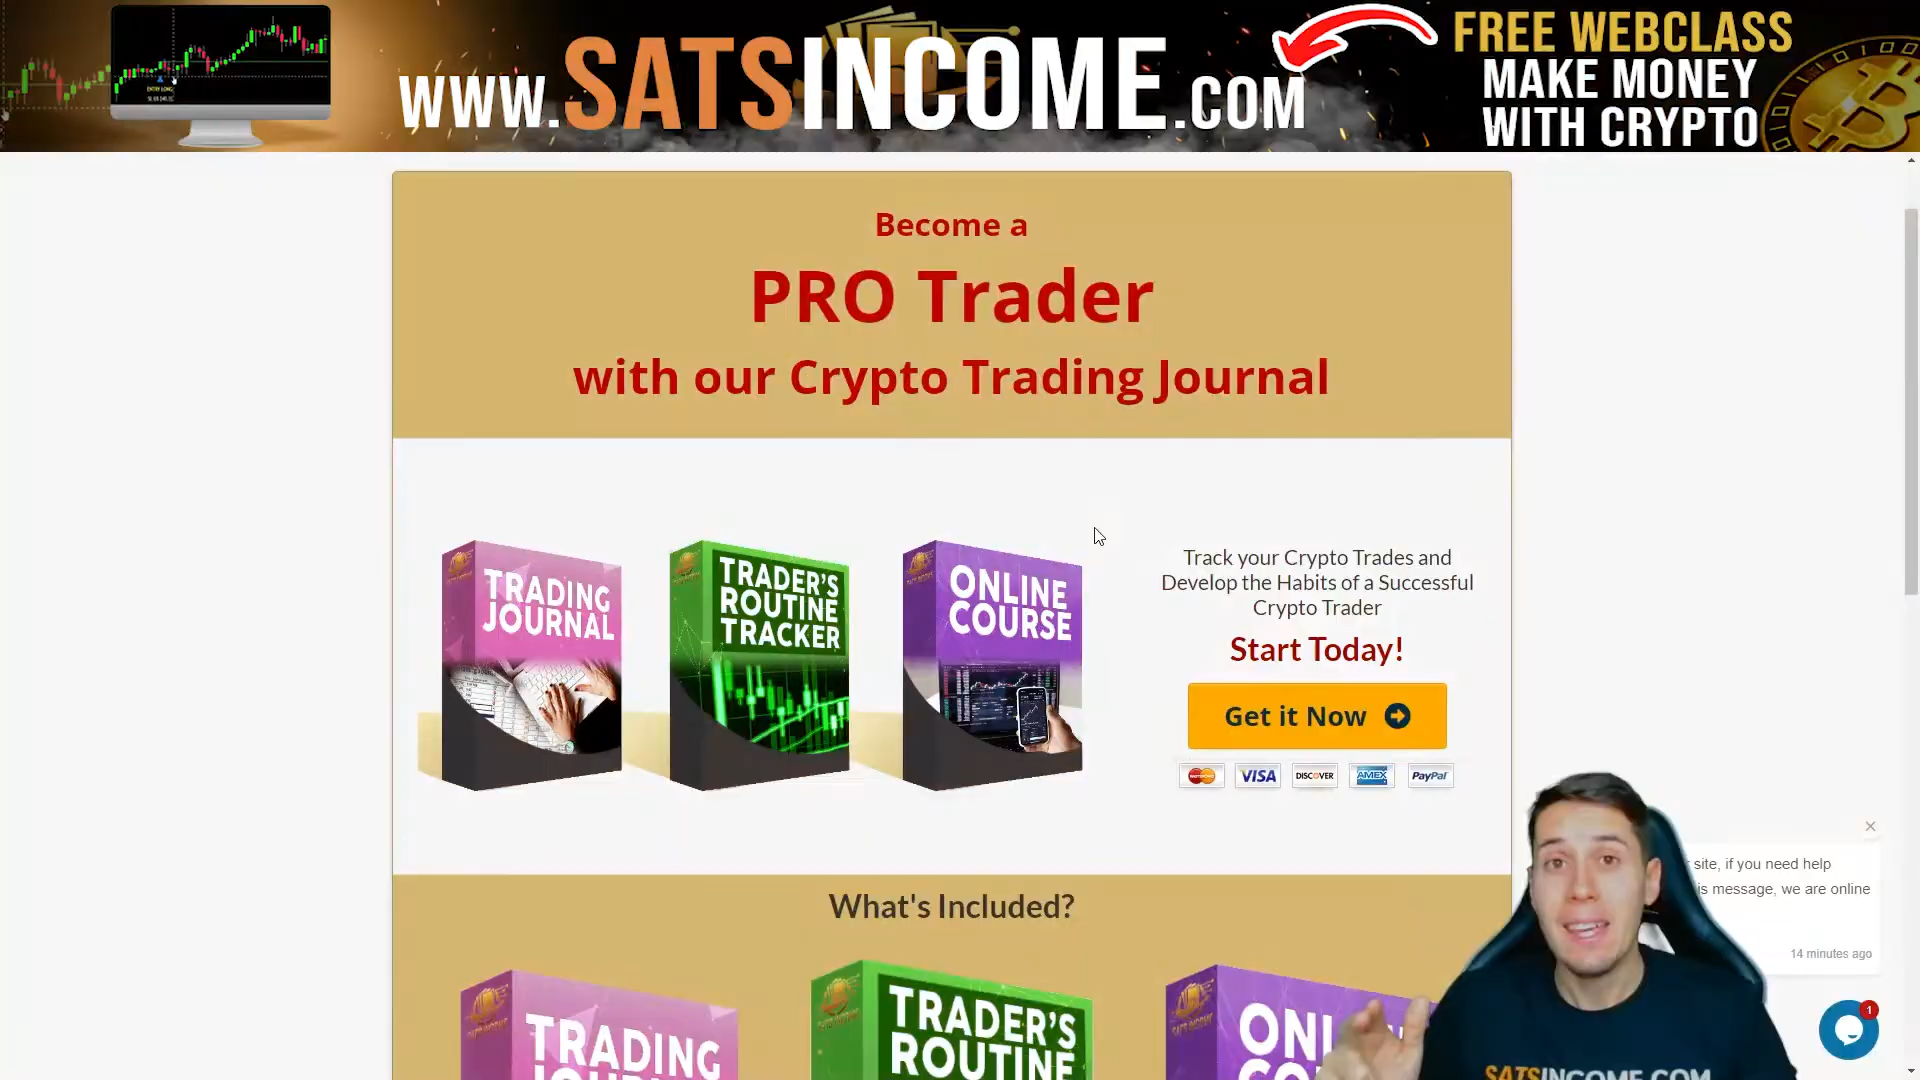 WWW.SATSINCOME.COM
FREE WEBCLASS
MAKE MONEY
WITH CRYPTO
Become a
PRO Trader
with our Crypto Trading Journal
TRADING
JOURNAL
TRADER'S
ROUTINE
TRACKER
ONLINE
COURSE
Track your Crypto Trades and
Develop the Habits of a Successful
Crypto Trader
Start Today!
Get it Now
VISA
DISCOVER
AMEX
PayPal
site, if you need help
is message, we are online
14 minutes ago
1
What's Included?
TRADING
TRADER'S
ROUTINE
ONL
SATSINCOME.COM